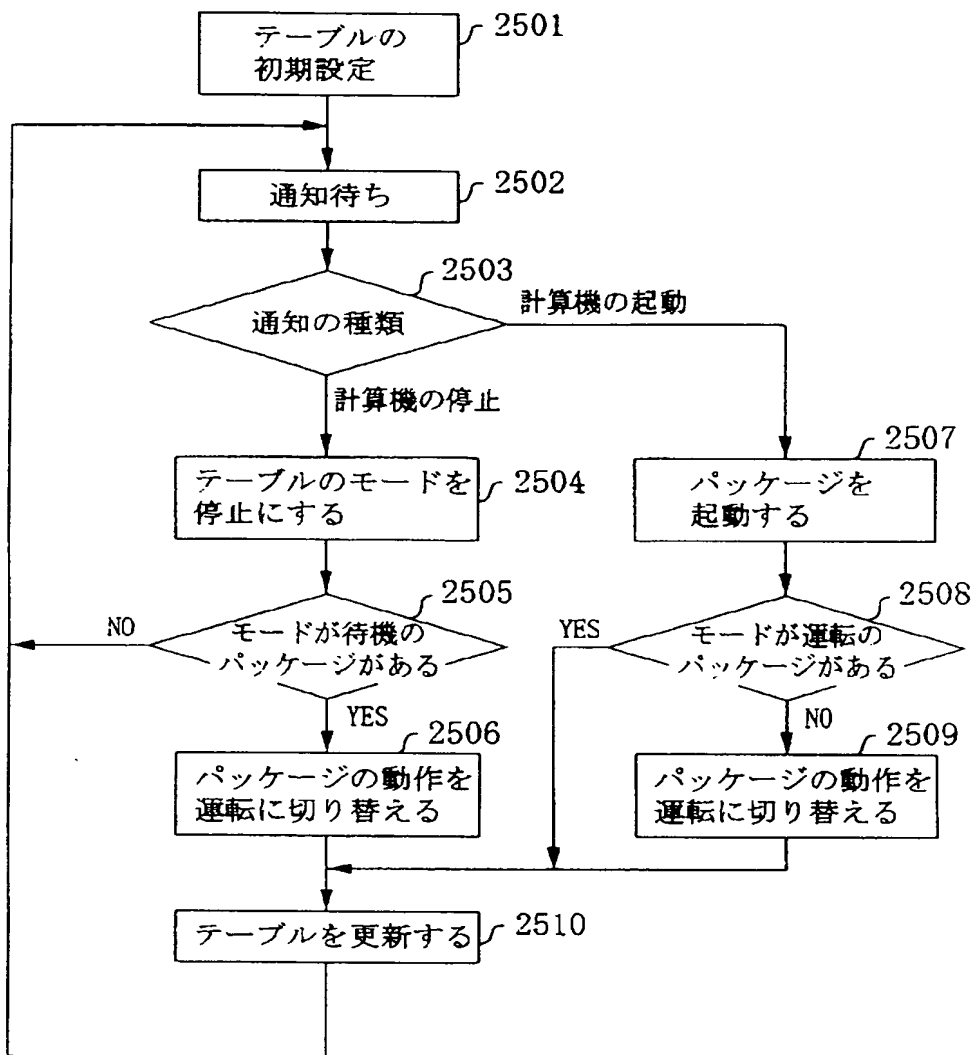 テーブルの
初期設定
2501
通知待ち
2502
通知の種類
2503
計算機の起動
計算機の停止
テーブルのモードを
停止にする
2504
パッケージを
起動する
2507
モードが待機の
パッケージがある
2505
NO
YES
モードが運転の
パッケージがある
2508
YES
NO
パッケージの動作を
運転に切り替える
2506
パッケージの動作を
運転に切り替える
2509
テーブルを更新する
2510